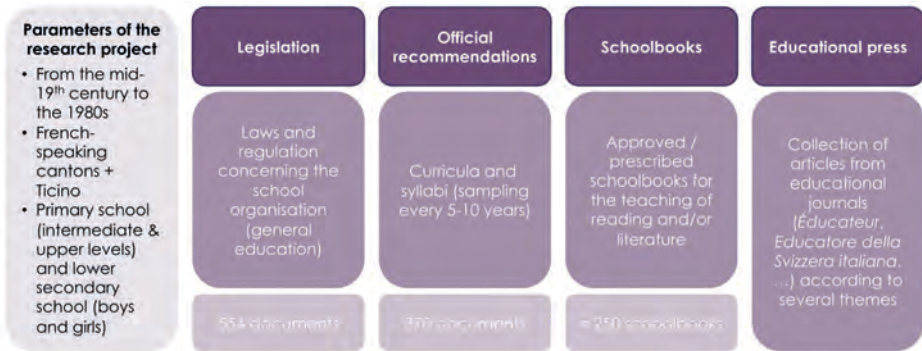 Parameters of the
research project
• From the mid-
19th century to
the 1980s
• French-
speaking
cantons +
Ticino
• Primary school
(intermediate &
upper levels)
and lower
secondary
school (boys
and girls)
Legislation
Laws and
regulation
concerning the
school
organisation
(general
education)
documents
Official
recommendations
Curricula and
syllabi (sampling
every 5-10 years)
documents
Schoolbooks
Approved /
prescribed
schoolbooks for
the teaching of
reading and/or
literature
250 schoolbooks
Educational press
Collection of
articles from
educational
journals
(Éducateur,
Educatore della
Svizzera italiana,
…) according to
several themes